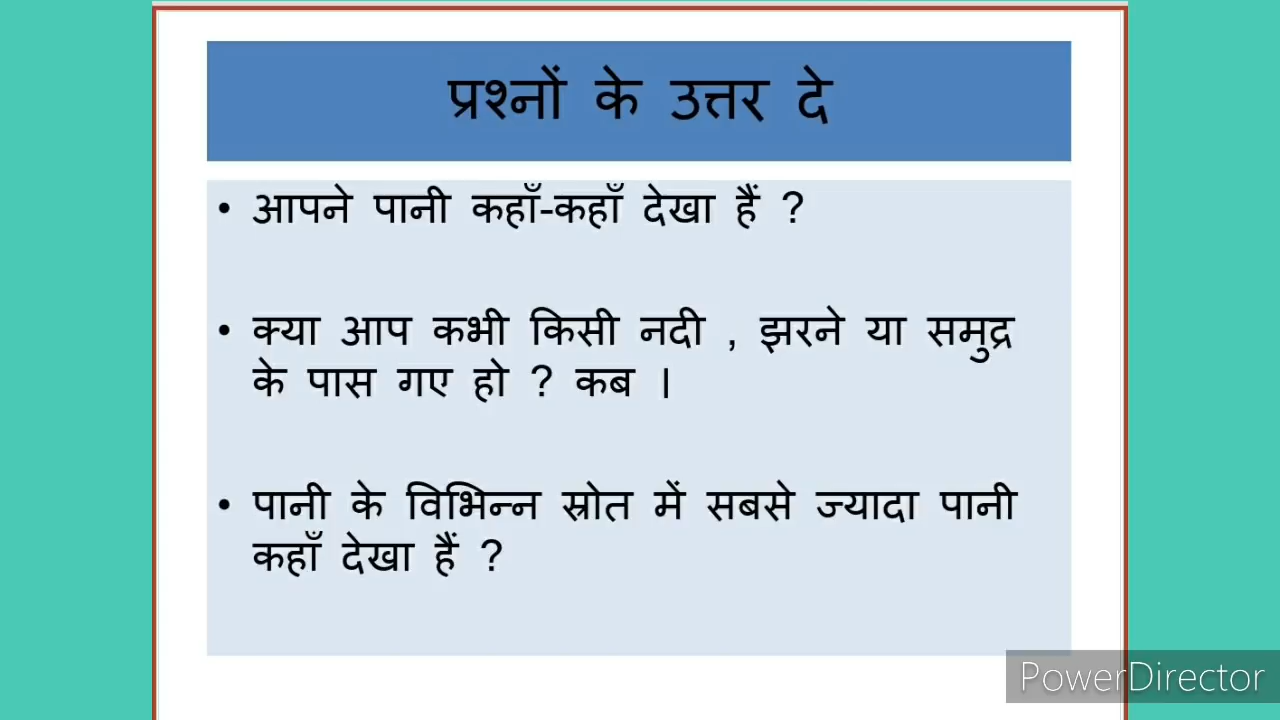 प्रश्नों के उत्तर दे
• आपने पानी कहाँ-कहाँ देखा हैं ?
• क्या आप कभी किसी नदी , झरने या समुद्र
के पास गए हो ? कब ।
• पानी के विभिन्न स्रोत में सबसे ज्यादा पानी
कहाँ देखा हैं ?
PowerDirector